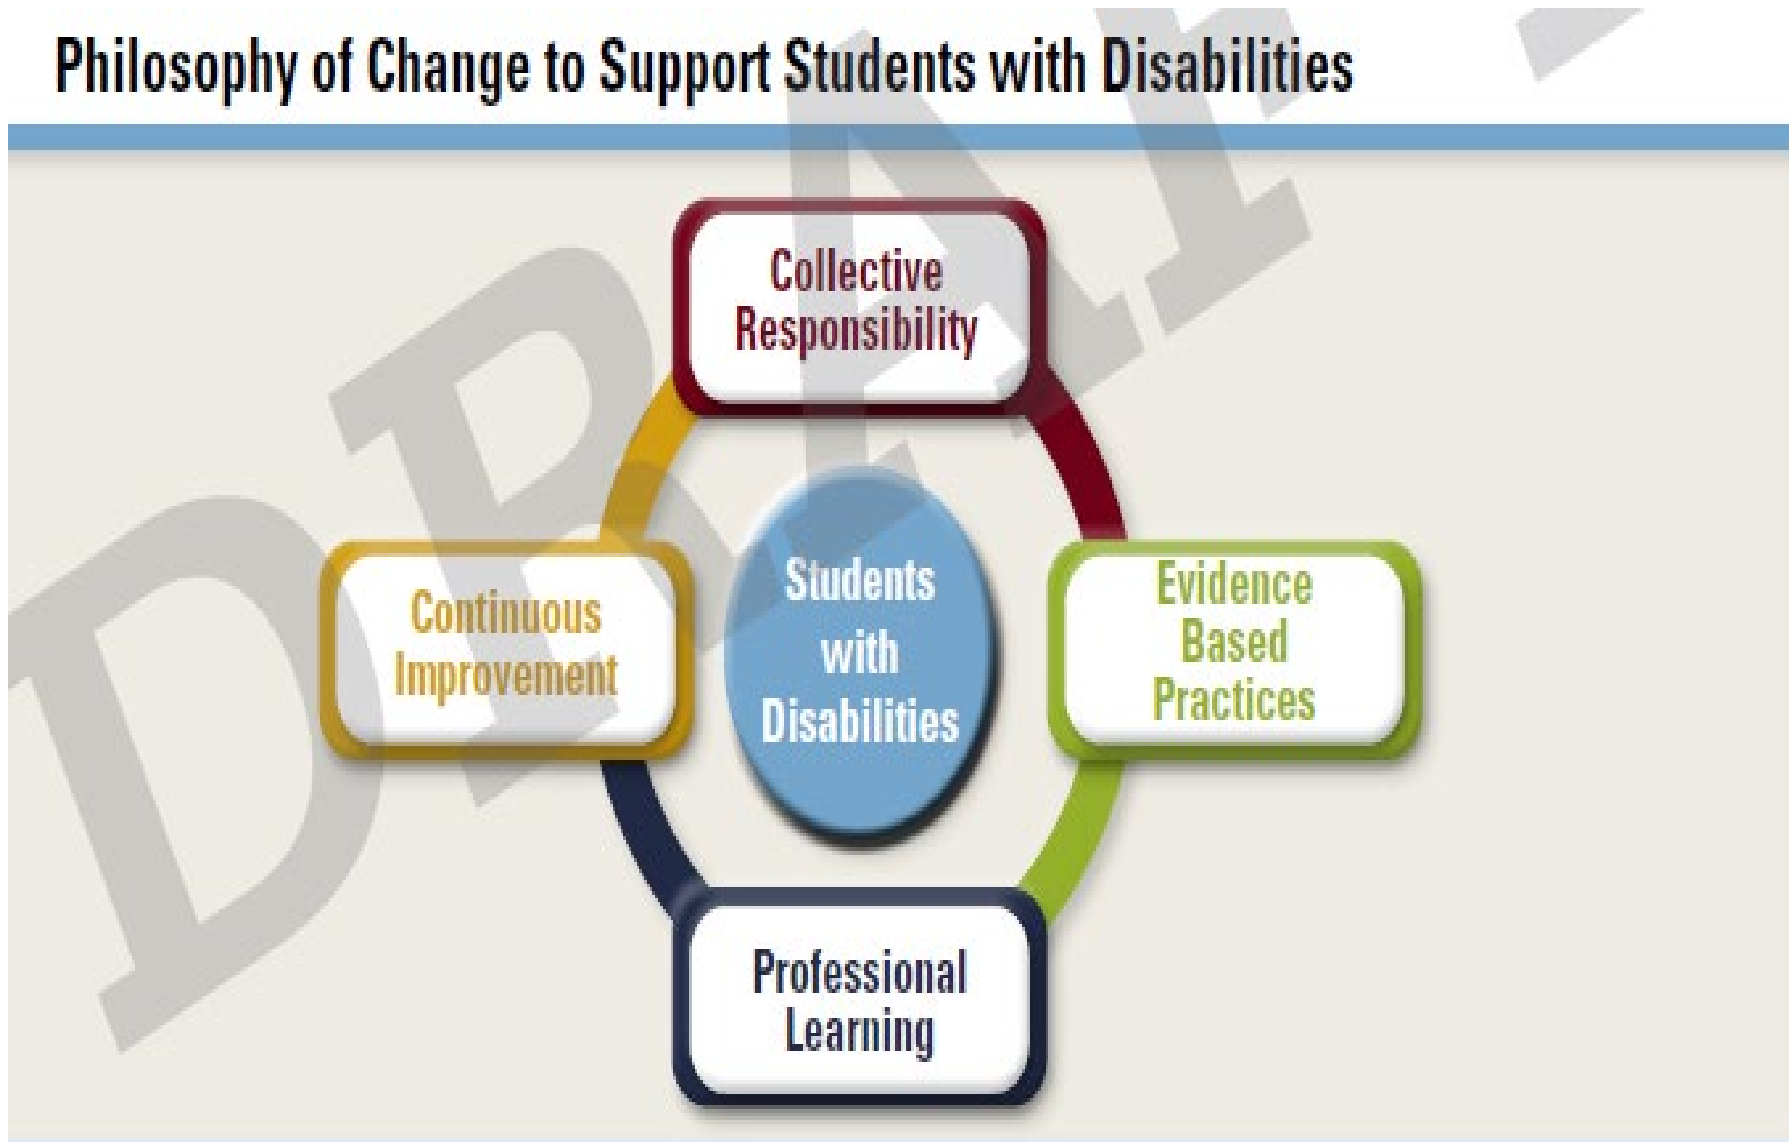 Philosophy of Change to Support Students with Disabilities
Collective
Responsibility
Continuous
Improvement
Students
with
Disabilities
Evidence
Based
Practices
Professional
Learning
DRAFT